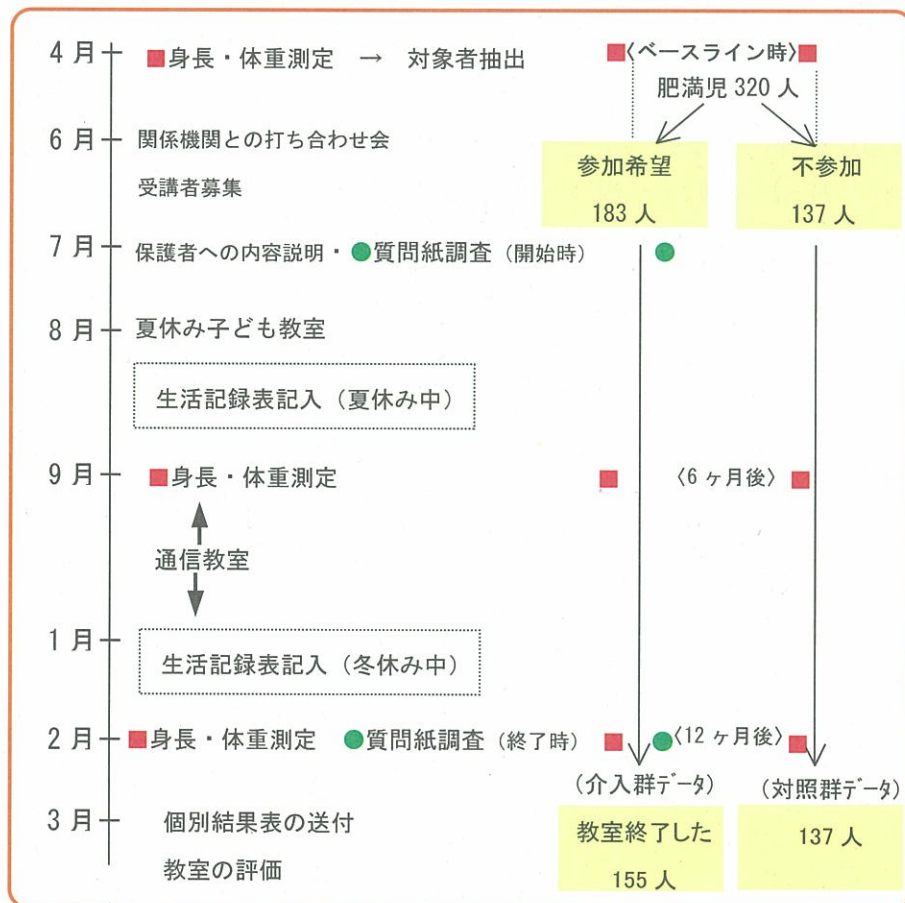 4月 ■身長・体重測定 → 対象者抽出 ■〈ベースライン時〉■
肥満児 320 人
6月 関係機関との打ち合わせ会
受講者募集
参加希望
183 人
不参加
137 人
7月 保護者への内容説明・●質問紙調査（開始時）
8月 夏休み子ども教室
生活記録表記入（夏休み中）
9月 ■身長・体重測定 ■ 〈6 ヶ月後〉■
通信教室
1月
生活記録表記入（冬休み中）
2月 ■身長・体重測定 ●質問紙調査（終了時） ■ ●〈12 ヶ月後〉■
(介入群データ)
(対照群データ)
3月 個別結果表の送付
教室の評価
教室終了した
155 人
137 人